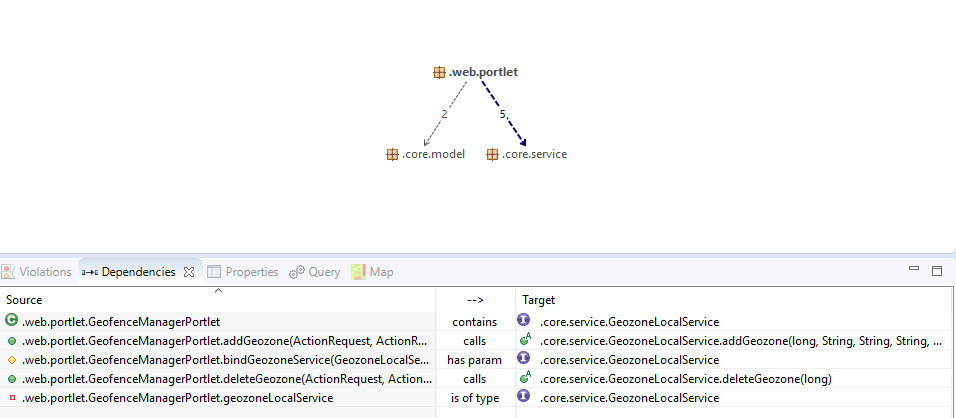 .web.portlet
2
5
.core.model
.core.service
Violations
Dependencies
Properties
Query
Map
Source --> Target
.web.portlet.GeofenceManagerPortlet contains .core.service.GeozoneLocalService
.web.portlet.GeofenceManagerPortlet.addGeozone(ActionRequest, ActionR... calls .core.service.GeozoneLocalService.addGeozone(long, String, String, String, ...
.web.portlet.GeofenceManagerPortlet.bindGeozoneService(GeozoneLocalSe... has param .core.service.GeozoneLocalService
.web.portlet.GeofenceManagerPortlet.deleteGeozone(ActionRequest, Action... calls .core.service.GeozoneLocalService.deleteGeozone(long)
.web.portlet.GeofenceManagerPortlet.geozoneLocalService is of type .core.service.GeozoneLocalService